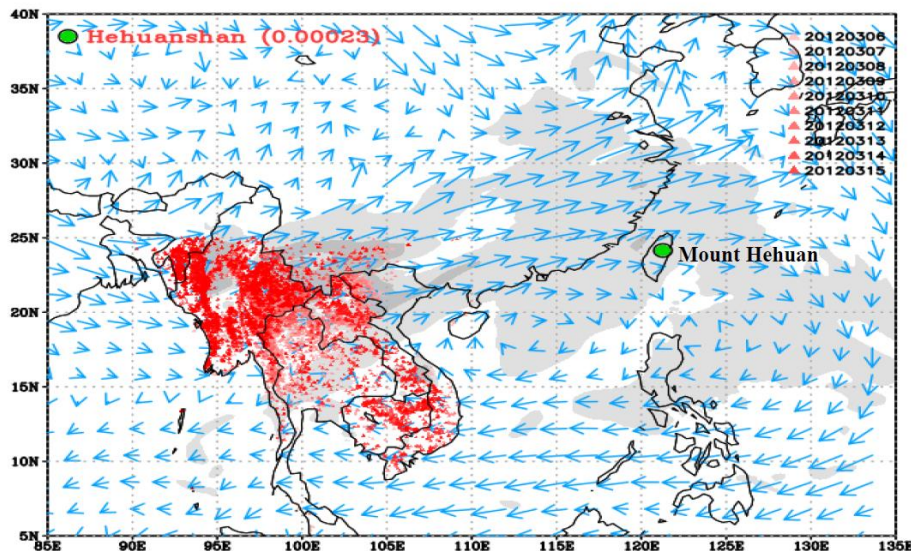 40N
Hehuanshan (0.00023)
20120306
20120307
35N
20120308
20120309
20120310
20120311
20120312
30N
20120313
20120314
20120315
25N
Mount Hehuan
20N
15N
10N
5N
85E 90E 95E 100E 105E 110E 115E 120E 125E 130E 135E